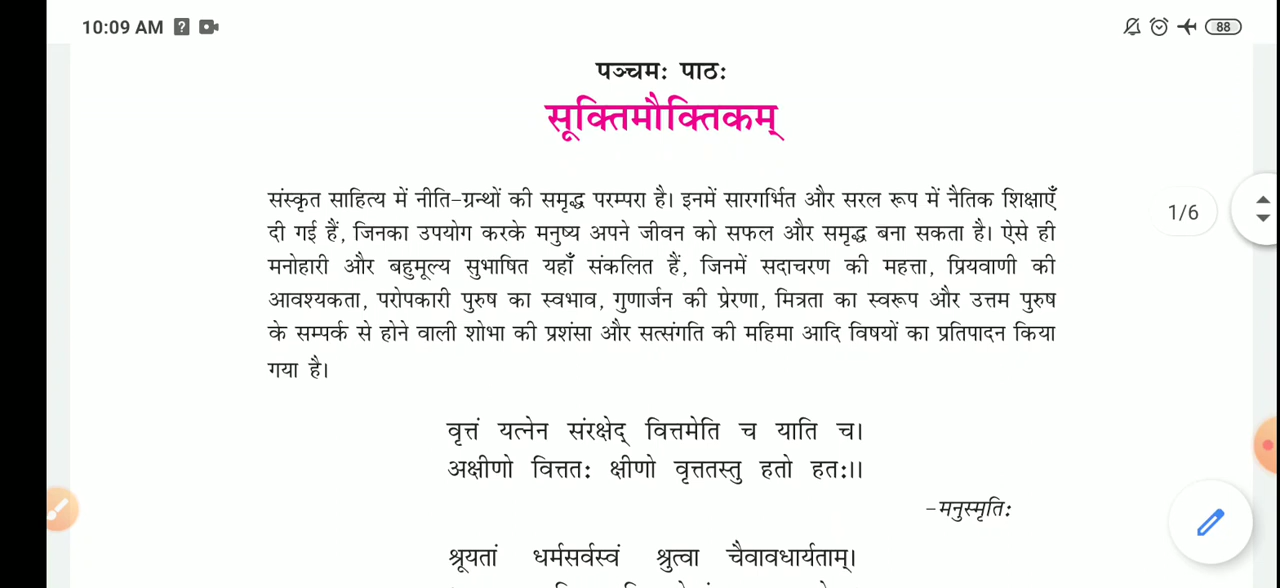 10:09 AM
88
पञ्चमः पाठः
सूक्तिमौक्तिकम्
1/6
संस्कृत साहित्य में नीति-ग्रन्थों की समृद्ध परम्परा है। इनमें सारगर्भित और सरल रूप में नैतिक शिक्षाएँ
दी गई हैं, जिनका उपयोग करके मनुष्य अपने जीवन को सफल और समृद्ध बना सकता है। ऐसे ही
मनोहारी और बहुमूल्य सुभाषित यहाँ संकलित हैं, जिनमें सदाचरण की महत्ता, प्रियवाणी की
आवश्यकता, परोपकारी पुरुष का स्वभाव, गुणार्जन की प्रेरणा, मित्रता का स्वरूप और उत्तम पुरुष
के सम्पर्क से होने वाली शोभा की प्रशंसा और सत्संगति की महिमा आदि विषयों का प्रतिपादन किया
गया है।
वृत्तं यत्नेन संरक्षेद् वित्तमेति च याति च।
अक्षीणो वित्ततः क्षीणो वृत्ततस्तु हतो हतः।।
-मनुस्मृतिः
श्रूयतां धर्मसर्वस्वं श्रुत्वा चैवावधार्यताम्।